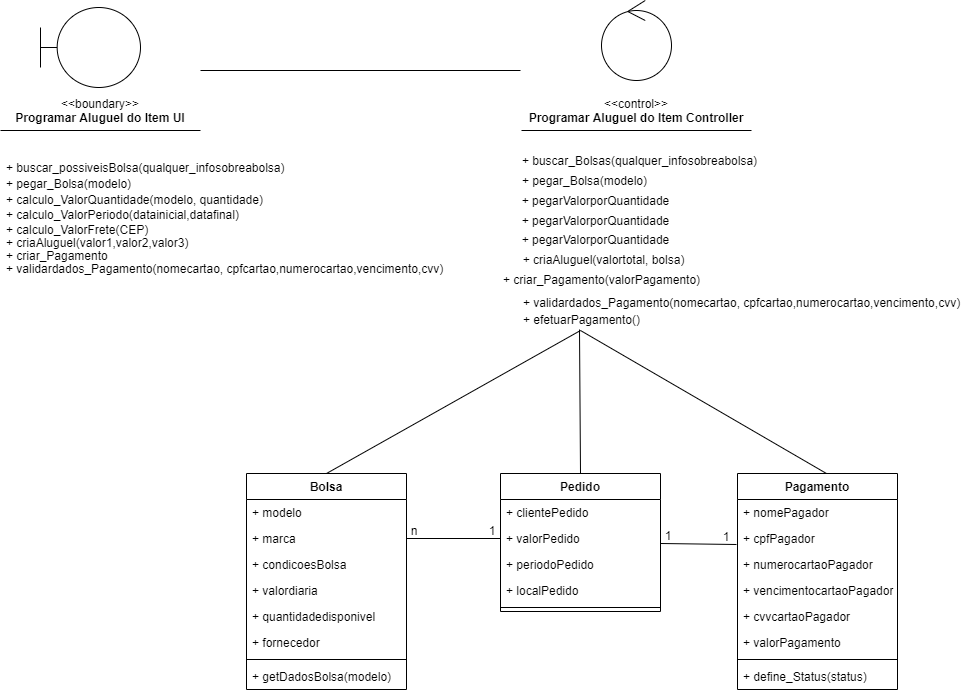 <<boundary>>
Programar Aluguel do Item UI
+ buscar_possiveisBolsa(qualquer_infosobreabolsa)
+ pegar_Bolsa(modelo)
+ calculo_ValorQuantidade(modelo, quantidade)
+ calculo_ValorPeriodo(datainicial,datafinal)
+ calculo_ValorFrete(CEP)
+ criaAluguel(valor1,valor2,valor3)
+ criar_Pagamento
+ validardados_Pagamento(nomecartao, cpfcartao,numerocartao,vencimento,cvv)
<<control>>
Programar Aluguel do Item Controller
+ buscar_Bolsas(qualquer_infosobreabolsa)
+ pegar_Bolsa(modelo)
+ pegarValorporQuantidade
+ pegarValorporQuantidade
+ pegarValorporQuantidade
+ criaAluguel(valortotal, bolsa)
+ criar_Pagamento(valorPagamento)
+ validardados_Pagamento(nomecartao, cpfcartao,numerocartao,vencimento,cvv)
+ efetuarPagamento()
Bolsa
+ modelo
+ marca
+ condicoesBolsa
+ valordiaria
+ quantidadedisponivel
+ fornecedor
+ getDadosBolsa(modelo)
n
1
Pedido
+ clientePedido
+ valorPedido
+ periodoPedido
+ localPedido
1
1
Pagamento
+ nomePagador
+ cpfPagador
+ numerocartaoPagador
+ vencimentocartaoPagador
+ cvvcartaoPagador
+ valorPagamento
+ define_Status(status)